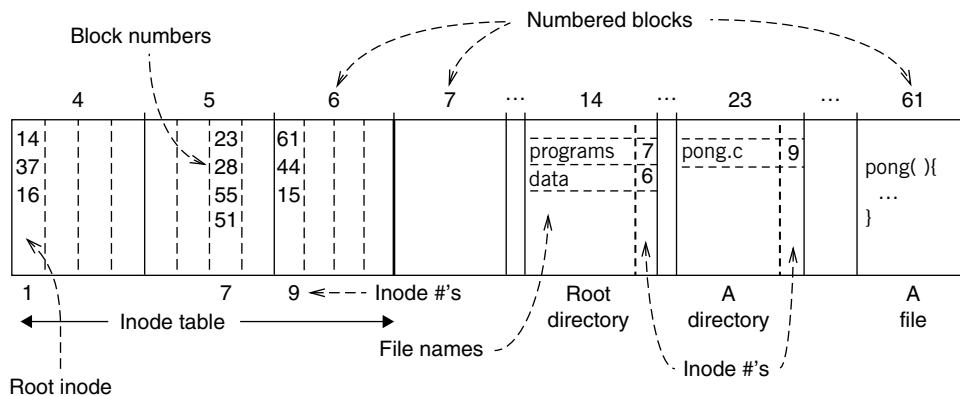 Block numbers
Numbered blocks
4 5 6 7 ... 14 ... 23 ... 61
14 23 61
37 28 44
16 55 15
51
programs 7
data 6
pong.c 9
pong( ){
...
}
1 7 9 Inode #'s
Inode table
Root directory
A directory
A file
File names
Inode #'s
Root inode